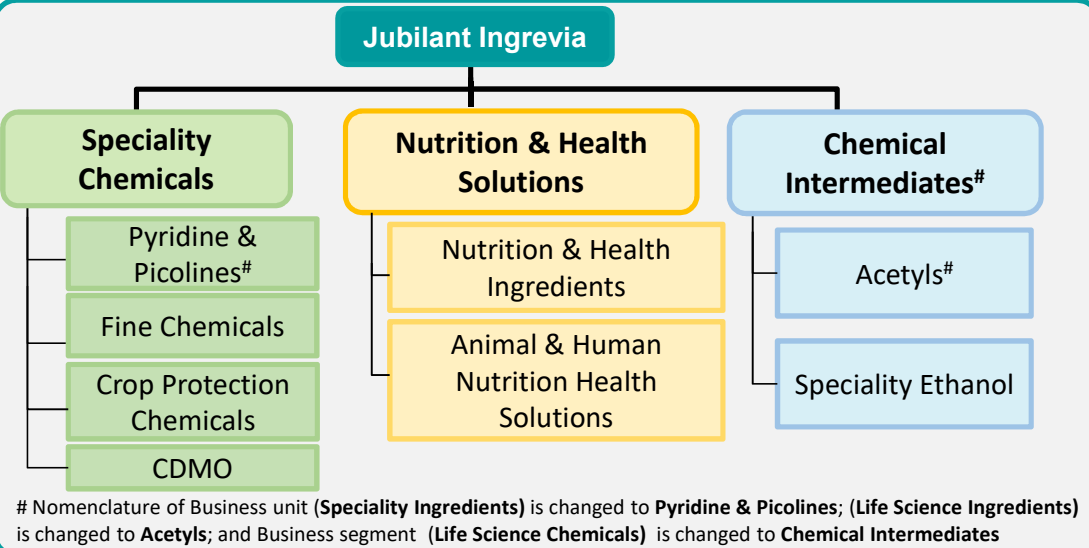 Jubilant Ingrevia
Speciality
Chemicals
Pyridine &
Picolines#
Fine Chemicals
Crop Protection
Chemicals
CDMO
Nutrition & Health
Solutions
Nutrition & Health
Ingredients
Animal & Human
Nutrition Health
Solutions
Chemical
Intermediates#
Acetyls#
Speciality Ethanol
# Nomenclature of Business unit (Speciality Ingredients) is changed to Pyridine & Picolines; (Life Science Ingredients)
is changed to Acetyls; and Business segment (Life Science Chemicals) is changed to Chemical Intermediates